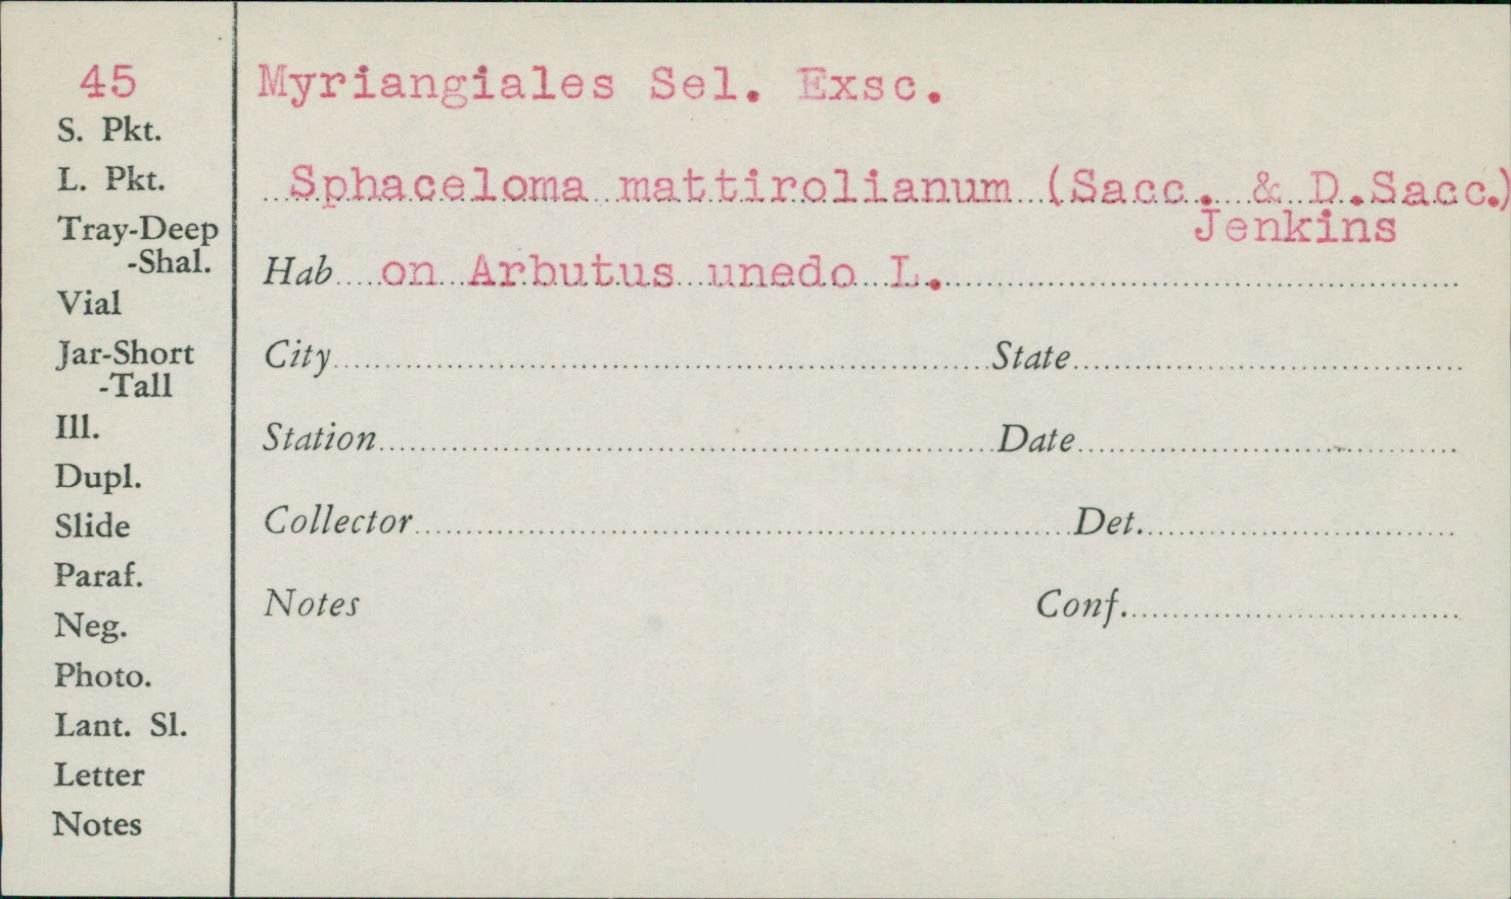 45
S. Pkt.
L. Pkt.
Tray-Deep
-Shal.
Vial
Jar-Short
-Tall
Ill.
Dupl.
Slide
Paraf.
Neg.
Photo.
Lant. Sl.
Letter
Notes
Myriangiales Sel. Exsc.
Sphaceloma mattirolianum (Sacc. & D.Sacc.)
Jenkins
Hab on Arbutus unedo L.
City State
Station Date
Collector Det.
Notes Conf.